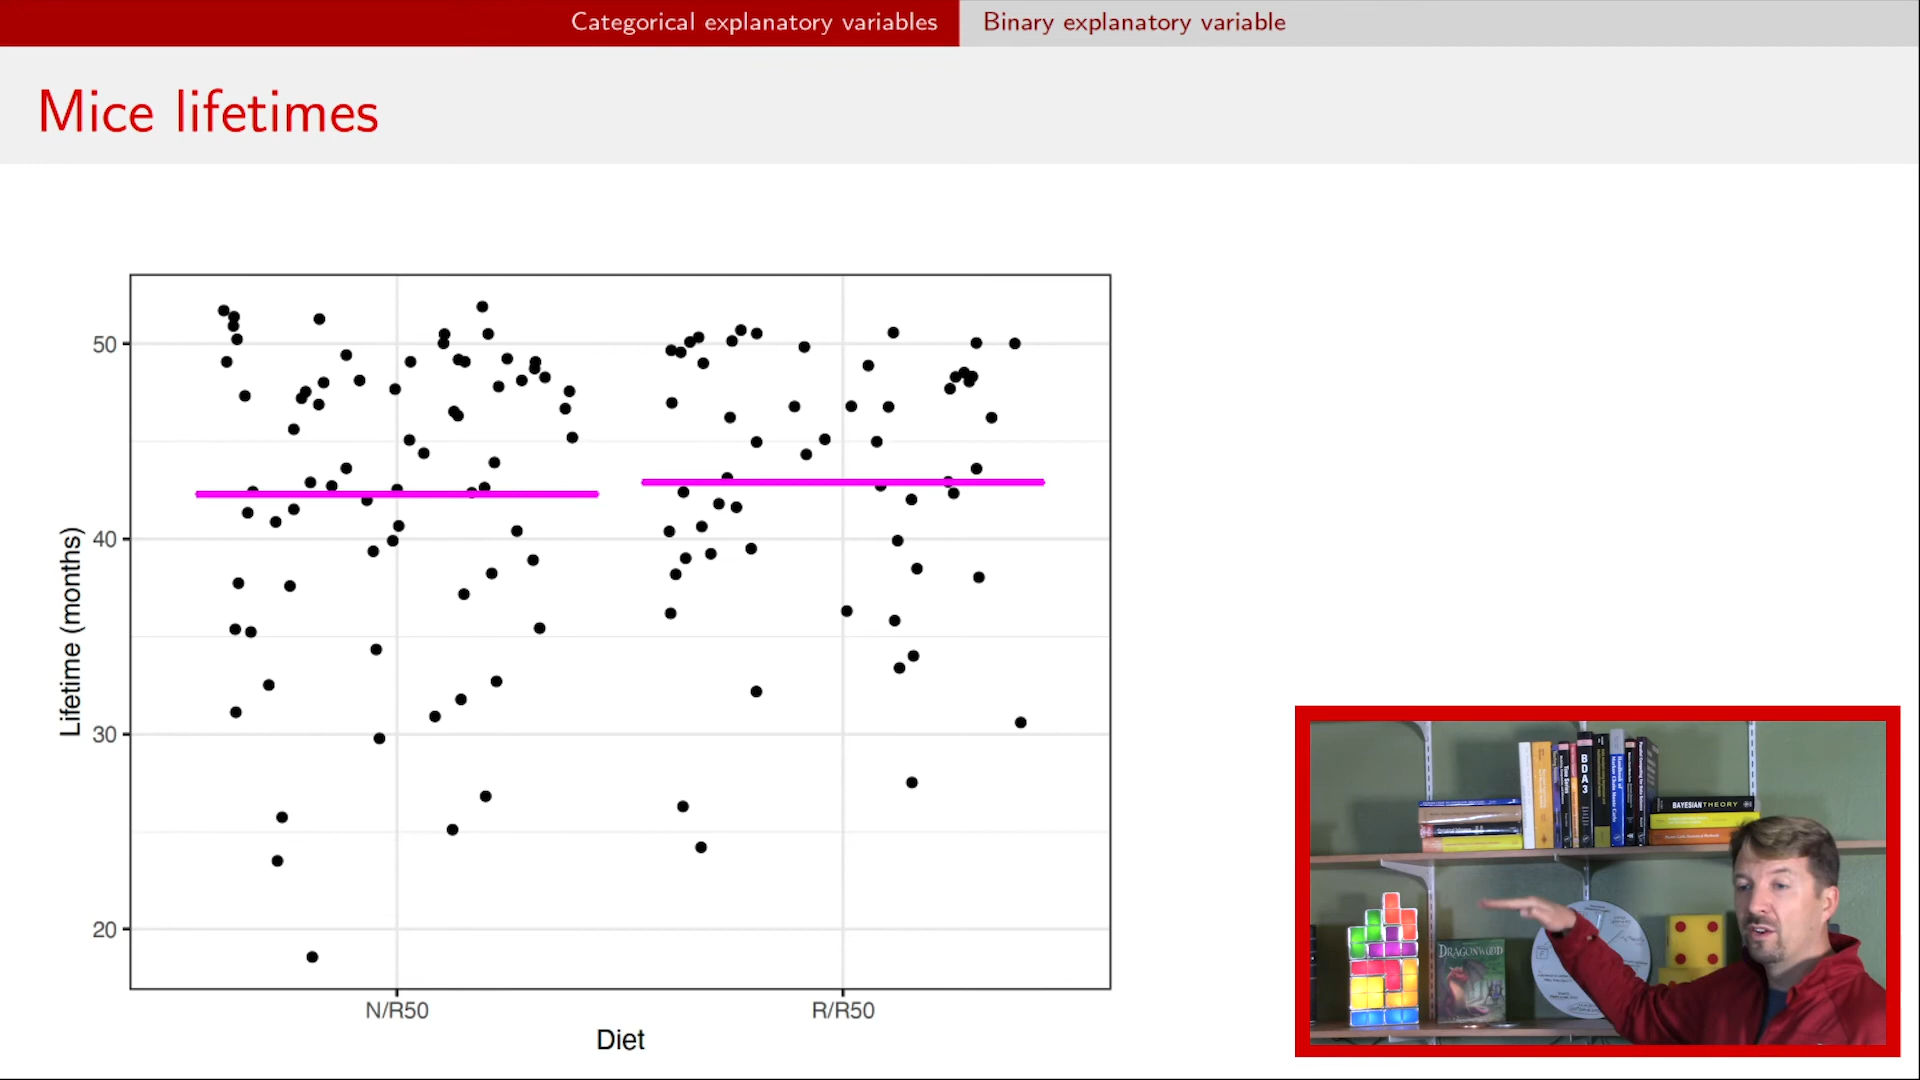 Categorical explanatory variables
Binary explanatory variable
Mice lifetimes
50
40
30
20
Lifetime (months)
N/R50
R/R50
Diet
BDA3
BAYESIAN THEORY
DRAGONWOOD